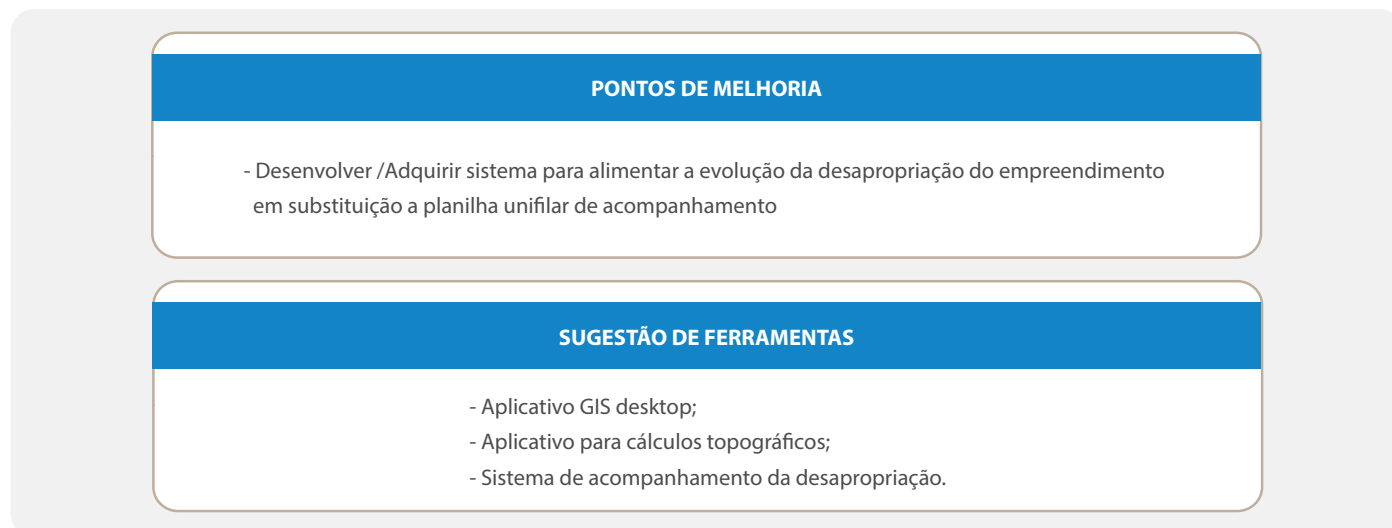 PONTOS DE MELHORIA
- Desenvolver /Adquirir sistema para alimentar a evolução da desapropriação do empreendimento
em substituição a planilha unifilar de acompanhamento
SUGESTÃO DE FERRAMENTAS
- Aplicativo GIS desktop;
- Aplicativo para cálculos topográficos;
- Sistema de acompanhamento da desapropriação.